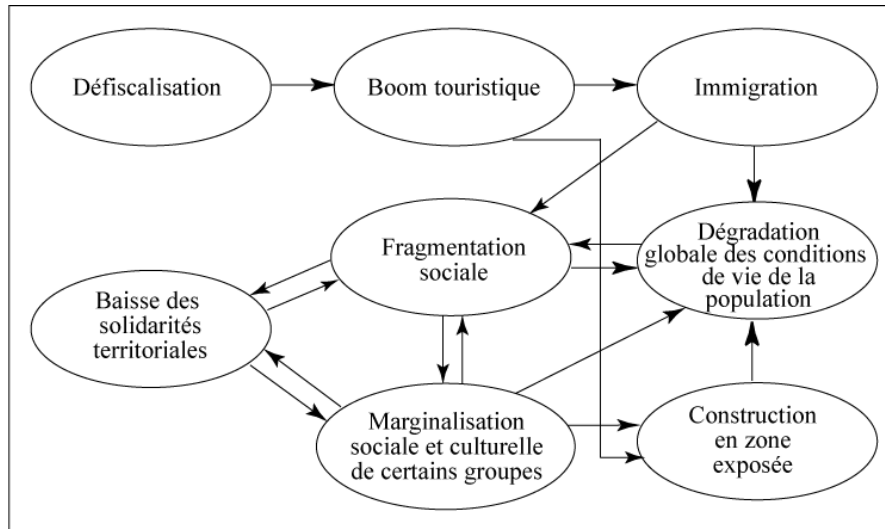 Défiscalisation
Boom touristique
Immigration
Fragmentation
sociale
Dégradation
globale des conditions
de vie de la
population
Baisse des
solidarités
territoriales
Marginalisation
sociale et culturelle
de certains groupes
Construction
en zone
exposée